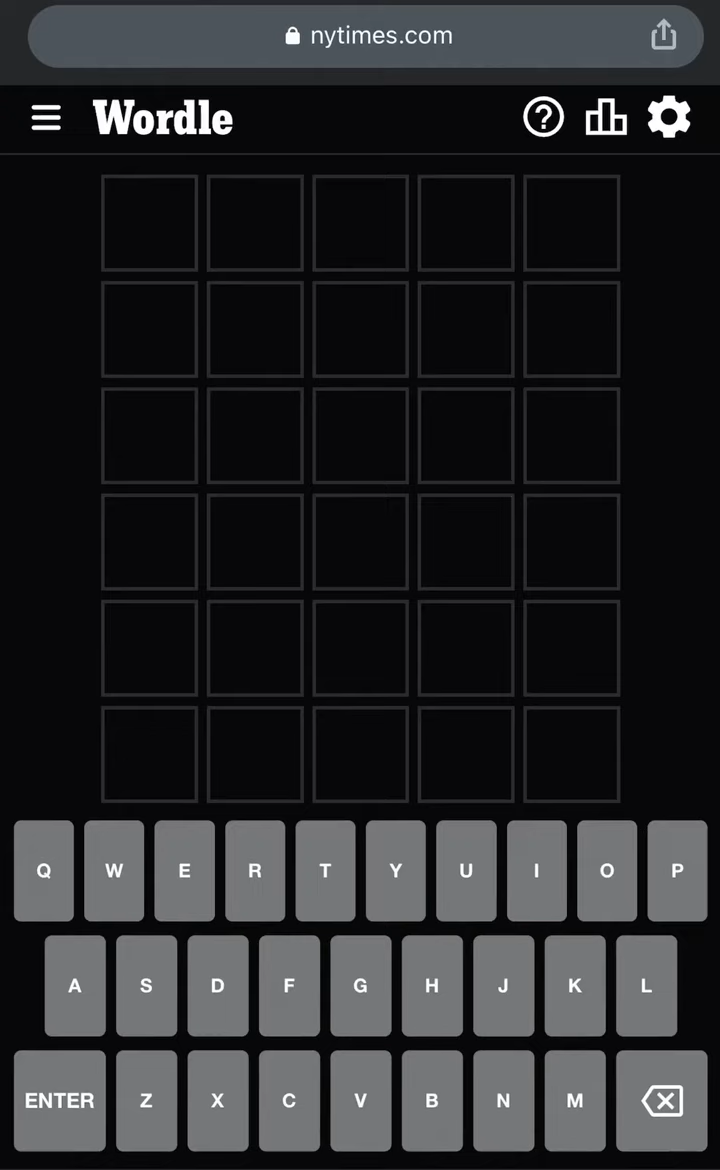 nytimes.com
Wordle
Q W E R T Y U I O P
A S D F G H J K L
ENTER Z X C V B N M